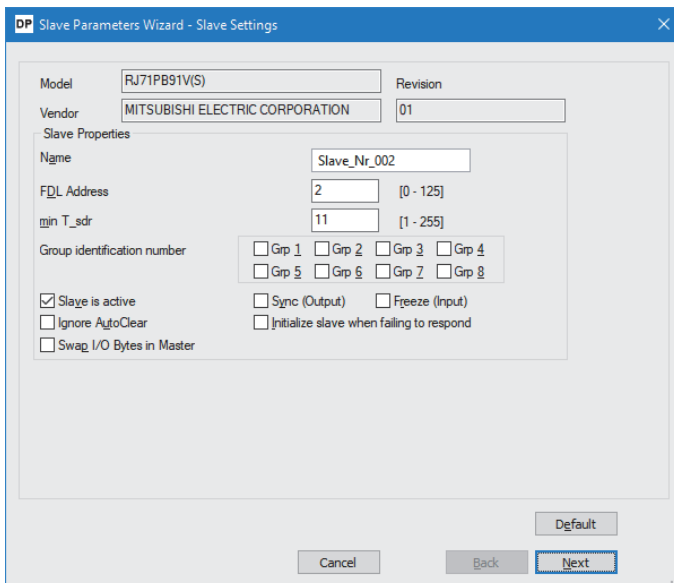 DP Slave Parameters Wizard - Slave Settings
Model RJ71PB91V(S) Revision
Vendor MITSUBISHI ELECTRIC CORPORATION 01
Slave Properties
Name Slave_Nr_002
FDL Address 2 [0 - 125]
min T_sdr 11 [1 - 255]
Group identification number Grp 1 Grp 2 Grp 3 Grp 4
Grp 5 Grp 6 Grp 7 Grp 8
Slave is active Sync (Output) Freeze (Input)
Ignore AutoClear Initialize slave when failing to respond
Swap I/O Bytes in Master
Default
Cancel Back Next